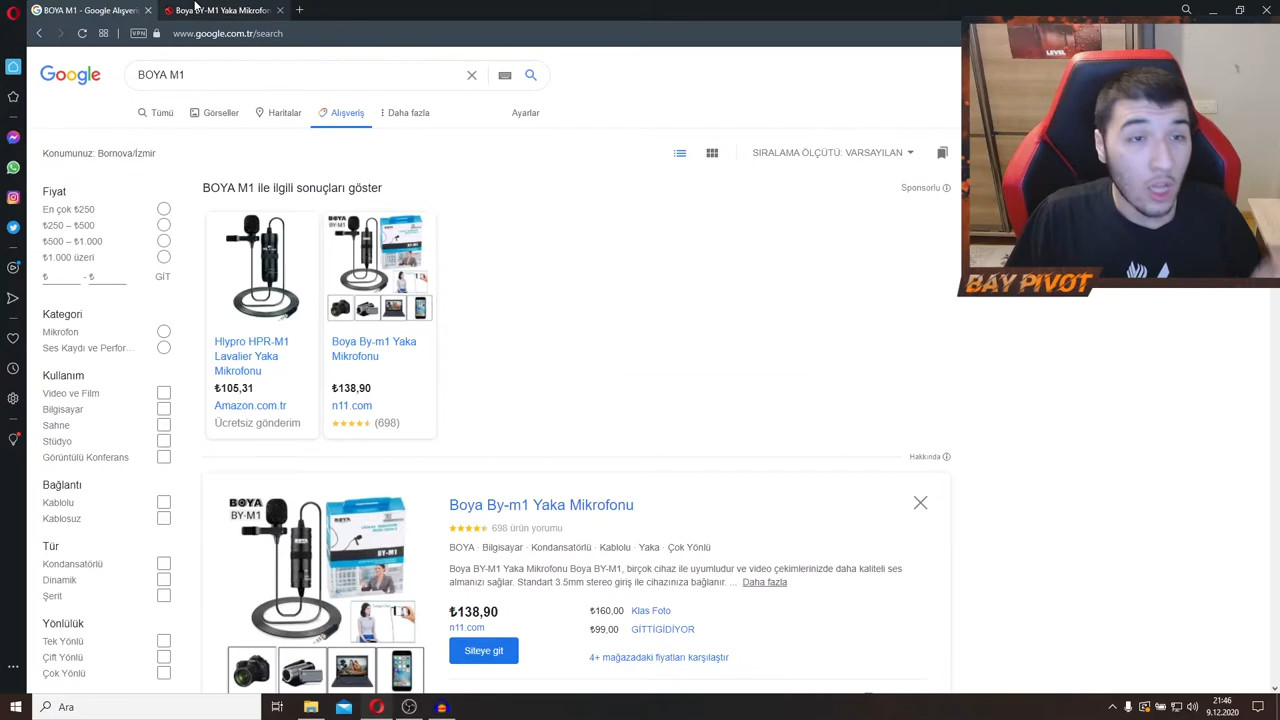 BOYA M1 - Google Alışveri
Boya By-M1 Yaka Mikrofon
VPN
www.google.com.tr/search
Google
BOYA M1
Tümü
Görseller
Haritalar
Alışveriş
Daha fazla
Ayarlar
Konumunuz: Bornova/İzmir
SIRALAMA ÖLÇÜTÜ: VARSAYILAN
Fiyat
En çok ₺250
₺250 – ₺500
₺500 – ₺1.000
₺1.000 üzeri
₺ - ₺ GİT
Kategori
Mikrofon
Ses Kaydı ve Perfor...
Kullanım
Video ve Film
Bilgisayar
Sahne
Stüdyo
Görüntülü Konferans
Bağlantı
Kablolu
Kablosuz
Tür
Kondansatörlü
Dinamik
Şerit
Yönlülük
Tek Yönlü
Çift Yönlü
Çok Yönlü
BOYA M1 ile ilgili sonuçları göster
Sponsorlu
Hlypro HPR-M1
Lavalier Yaka
Mikrofonu
₺105,31
Amazon.com.tr
Ücretsiz gönderim
BOYA
BY-M1
Boya By-m1 Yaka
Mikrofonu
₺138,90
n11.com
(698)
Hakkında
BOYA
BY-M1
BY-M1
Boya By-m1 Yaka Mikrofonu
698 ürün yorumu
BOYA · Bilgisayar · Kondansatörlü · Kablolu · Yaka · Çok Yönlü
Boya BY-M1 Yaka Mikrofonu Boya BY-M1, birçok cihaz ile uyumludur ve video çekimlerinizde daha kaliteli ses
almanızı sağlar. Standart 3.5mm stereo giriş ile cihazınıza bağlanır. ... Daha fazla
₺138,90
n11.com
Siteye git
₺160,00 Klas Foto
₺99,00 GİTTİGİDİYOR
4+ mağazadaki fiyatları karşılaştır
LEVEL
BAY PIVOT
Ara
21:46
9.12.2020